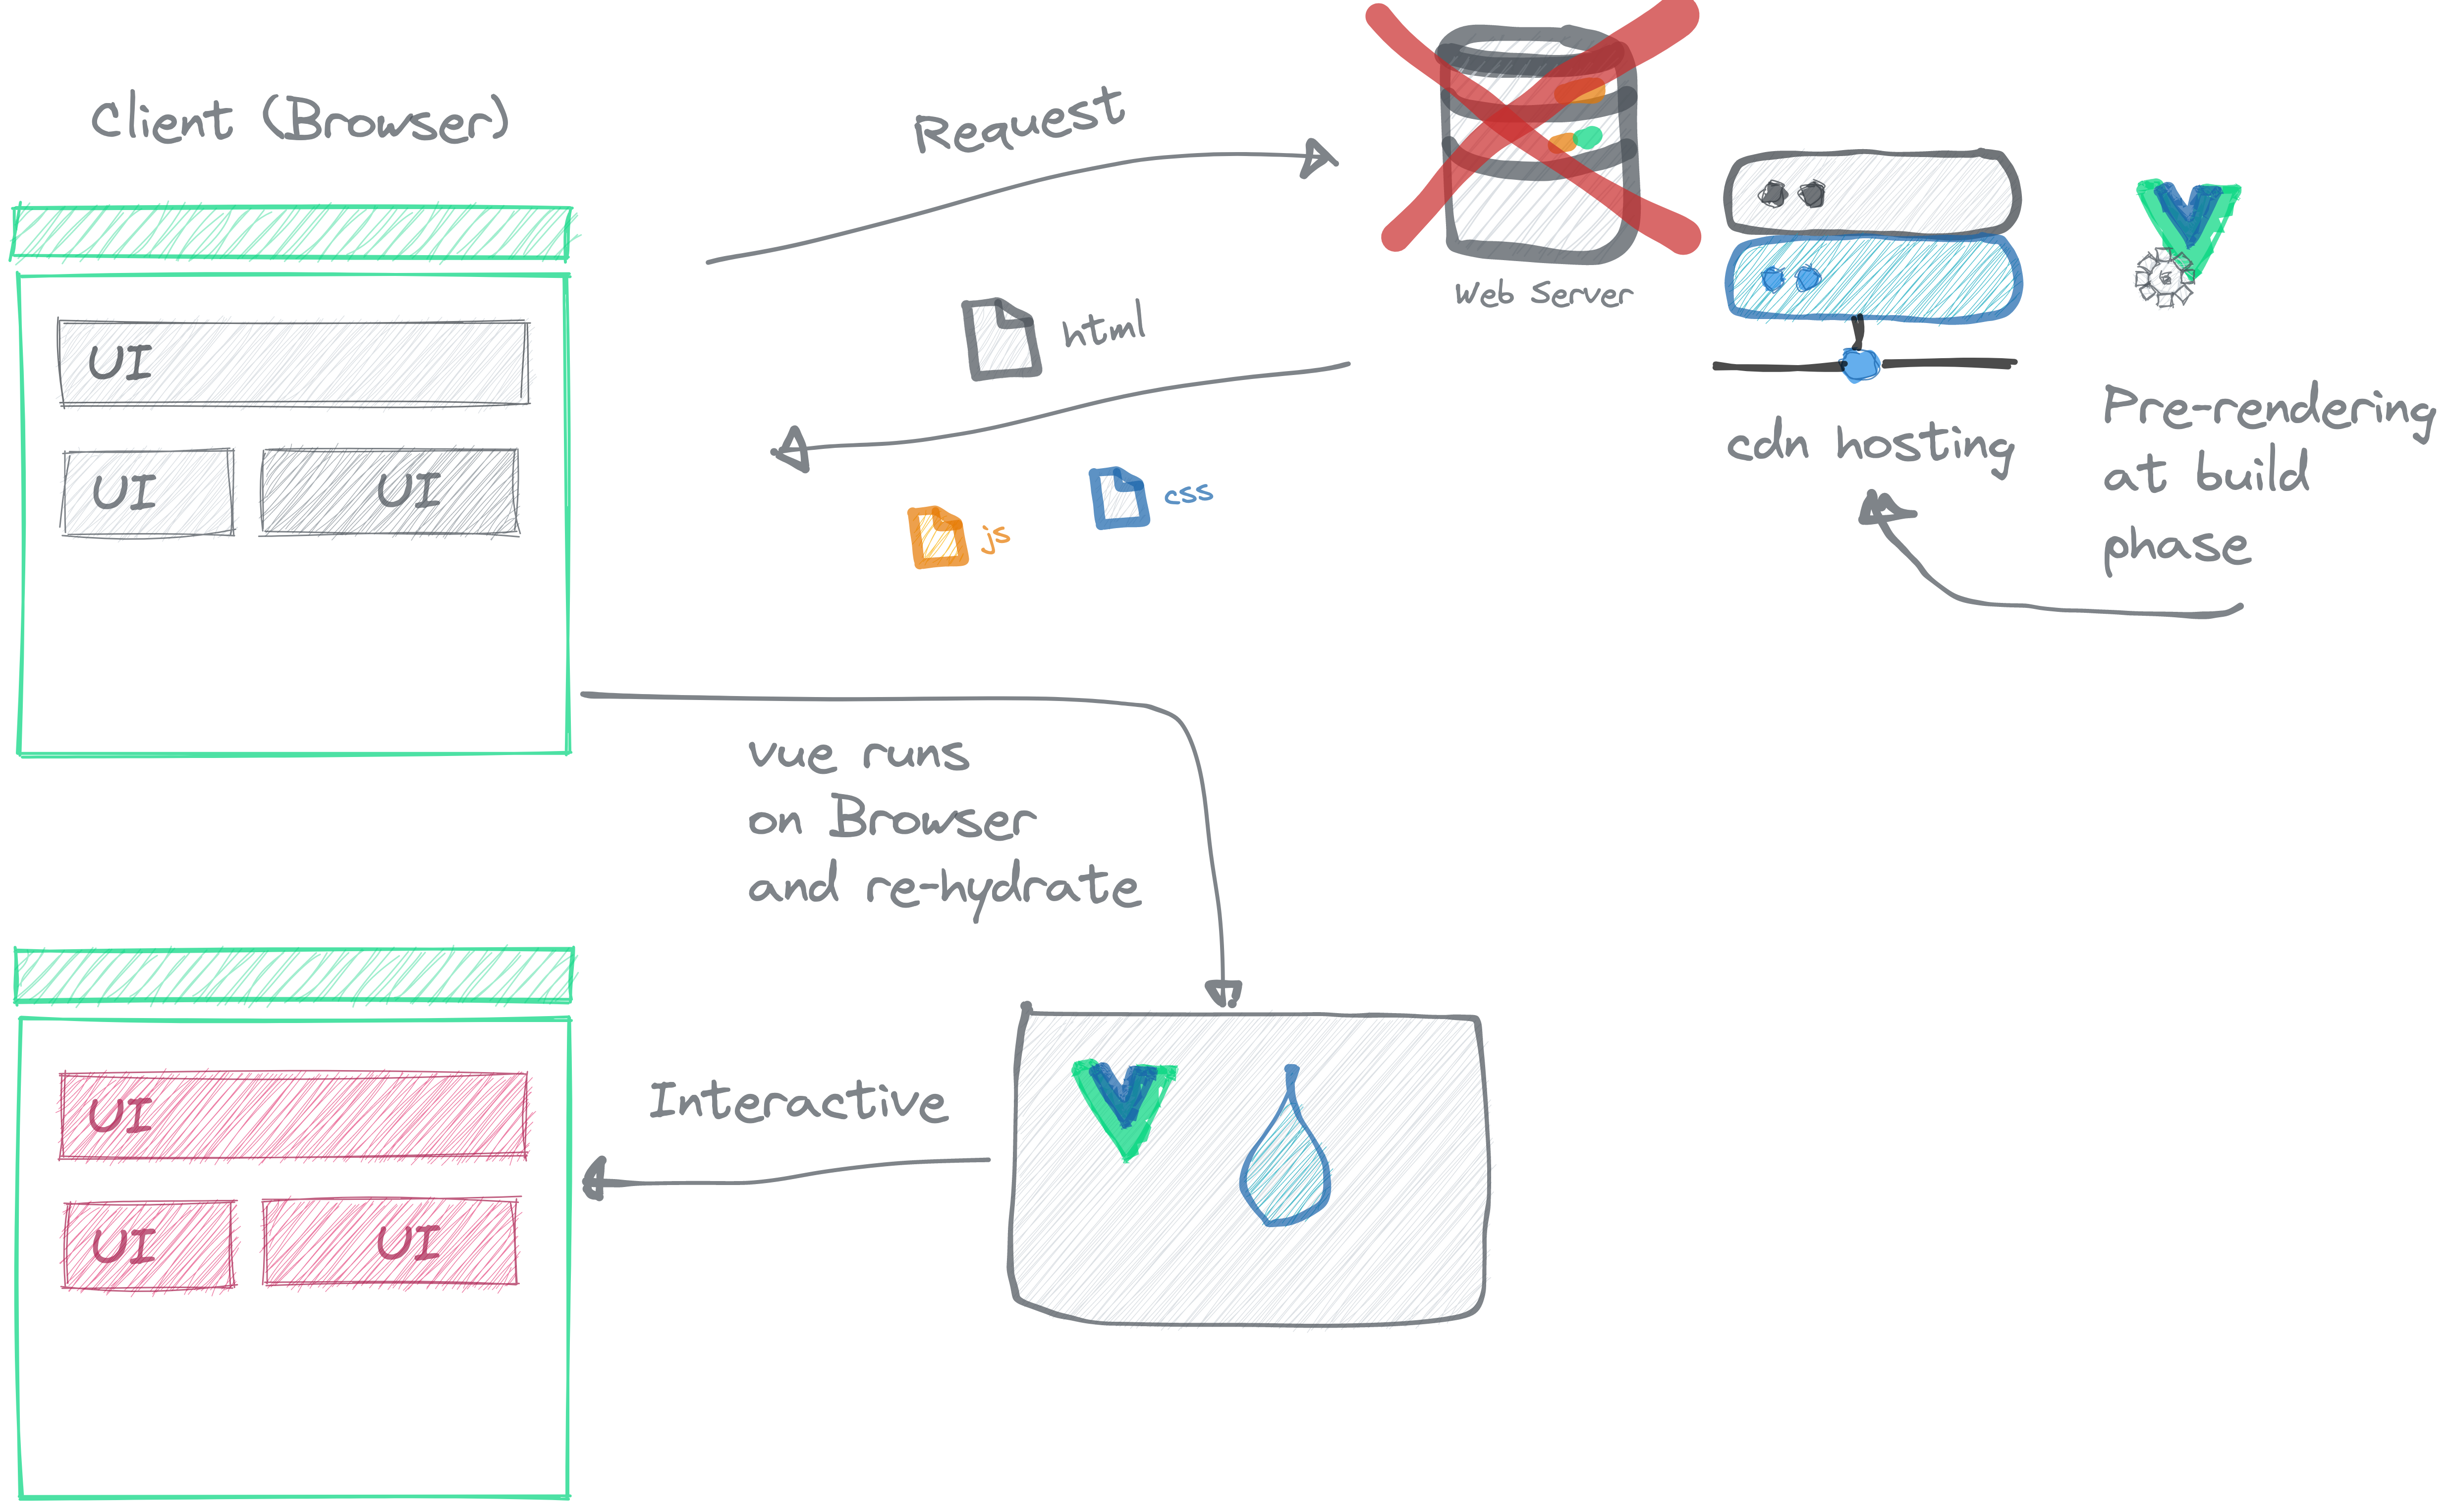 Client (Browser)
Request
Web Server
html
css
js
cdn hosting
Pre-rendering
at build
phase
UI
UI
UI
vue runs
on Browser
and re-hydrate
Interactive
UI
UI
UI